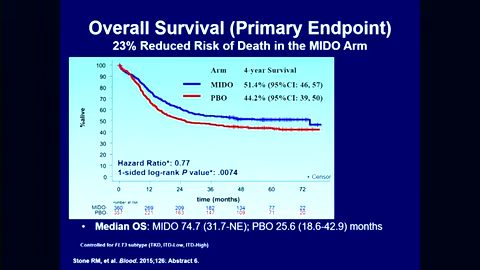 Overall Survival (Primary Endpoint)
23% Reduced Risk of Death in the MIDO Arm
Arm 4-year Survival
MIDO 51.4% (95%CI: 46, 57)
PBO 44.2% (95%CI: 39, 50)
100
90
80
70
60
50
40
30
20
10
0
%alive
Hazard Ratio*: 0.77
1-sided log-rank P value*: .0074
+ Censor
0 12 24 36 48 60 72
number at risk
time (months)
MIDO- 360 269 209 182 134 77 22
PBO- 357 221 163 147 109 71 20
• Median OS: MIDO 74.7 (31.7-NE); PBO 25.6 (18.6-42.9) months
Controlled for FLT3 subtype (TKD, ITD-Low, ITD-High)
Stone RM, et al. Blood. 2015;126: Abstract 6.